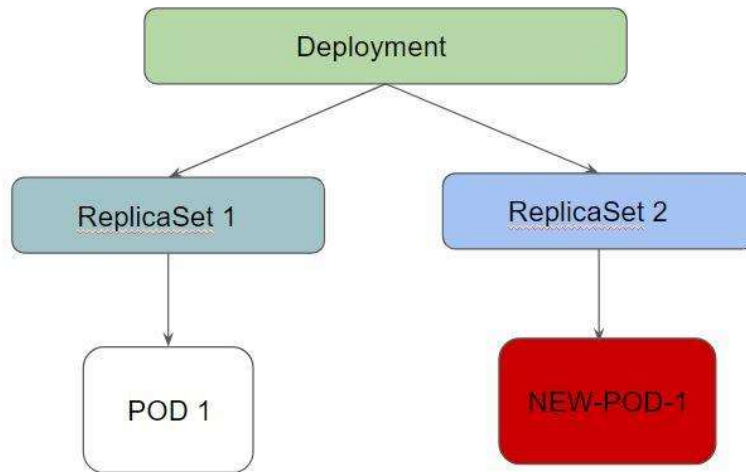 Deployment
ReplicaSet 1
ReplicaSet 2
POD 1
NEW-POD-1